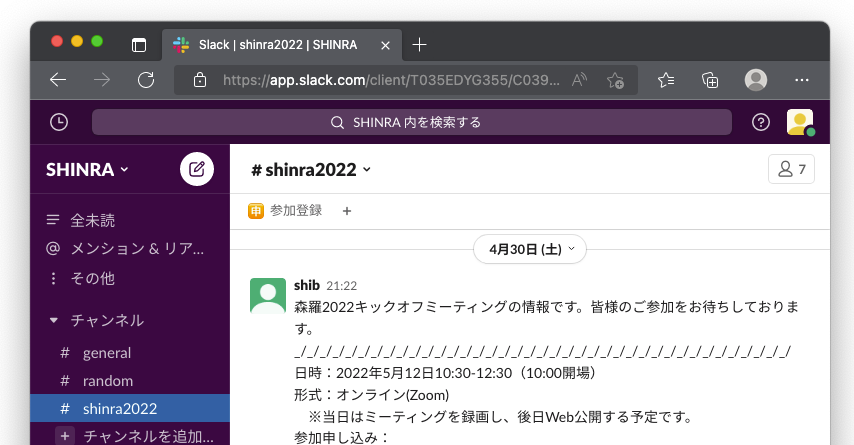 Slack | shinra2022 | SHINRA
https://app.slack.com/client/T035EDYG355/C039...
SHINRA 内を検索する
SHINRA
# shinra2022
7
参加登録
全未読
メンション & リア...
その他
チャンネル
# general
# random
# shinra2022
+ チャンネルを追加...
4月30日 (土)
shib 21:22
森羅2022キックオフミーティングの情報です。皆様のご参加をお待ちしておりま
す。
_/_/_/_/_/_/_/_/_/_/_/_/_/_/_/_/_/_/_/_/_/_/_/_/_/_/_/_/_/_/_/_/_/_/_/_/_/_/_/
日時：2022年5月12日10:30-12:30（10:00開場）
形式：オンライン(Zoom)
※当日はミーティングを録画し、後日Web公開する予定です。
参加申し込み：